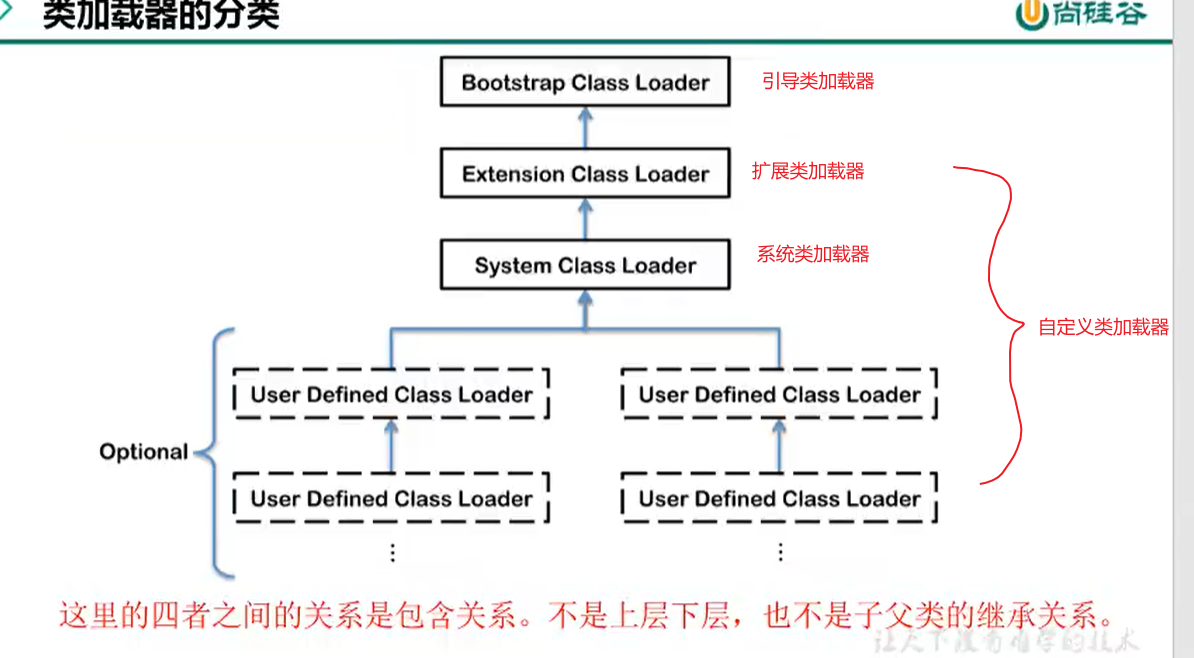 类加载器的分类
尚硅谷
Bootstrap Class Loader
引导类加载器
Extension Class Loader
扩展类加载器
System Class Loader
系统类加载器
自定义类加载器
User Defined Class Loader
User Defined Class Loader
Optional
User Defined Class Loader
User Defined Class Loader
这里的四者之间的关系是包含关系。不是上层下层，也不是子父类的继承关系。
让天下没有难学的技术